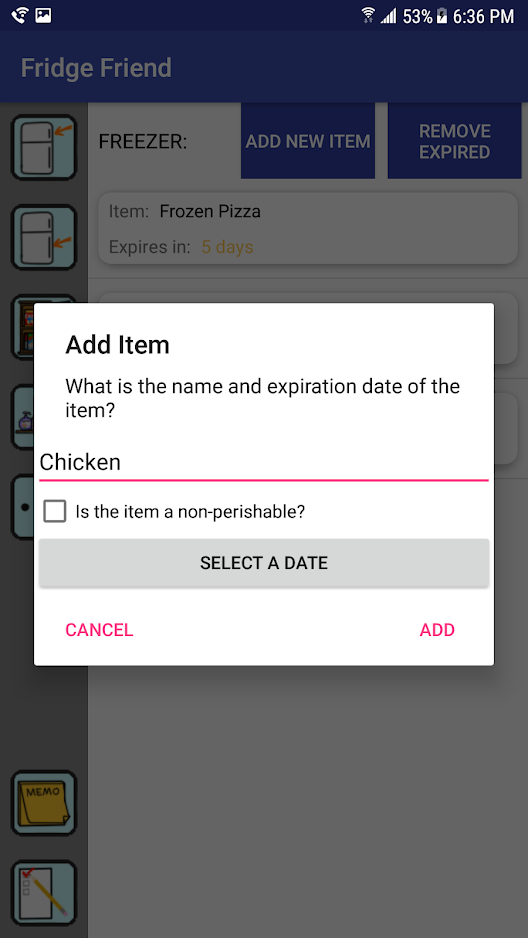 53% 6:36 PM
Fridge Friend
FREEZER:
ADD NEW ITEM
REMOVE
EXPIRED
Item: Frozen Pizza
Expires in: 5 days
Add Item
What is the name and expiration date of the
item?
Chicken
Is the item a non-perishable?
SELECT A DATE
CANCEL
ADD
MEMO